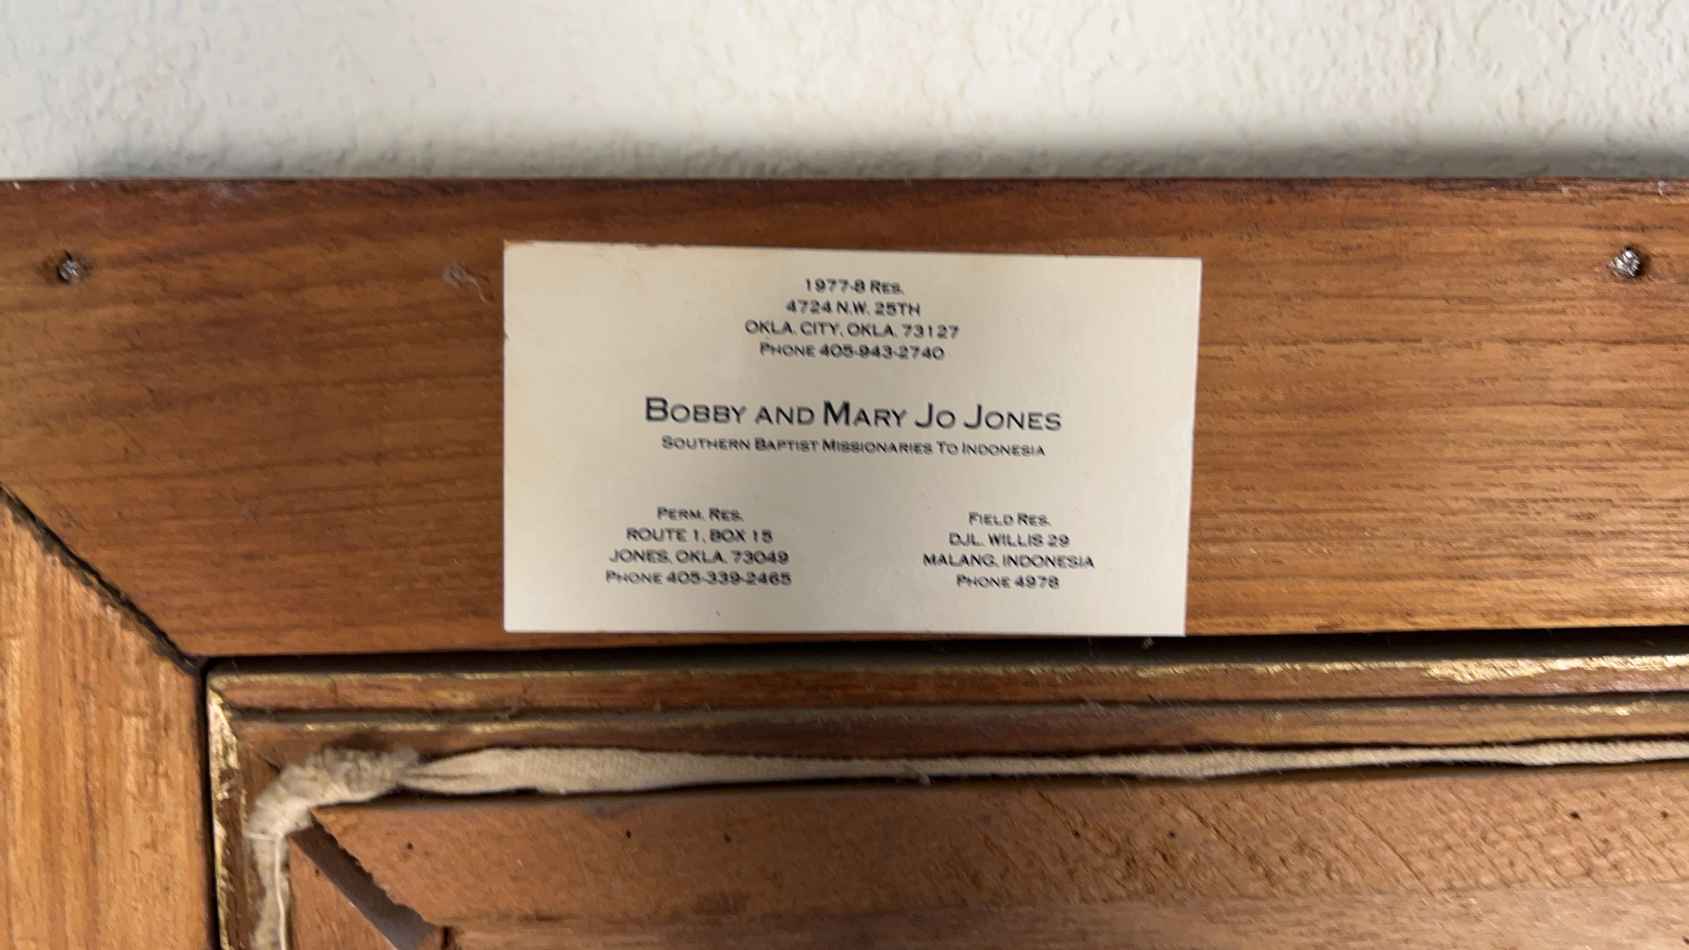 1977-8 RES.
4724 N.W. 25TH
OKLA. CITY, OKLA. 73127
PHONE 405-943-2740
BOBBY AND MARY JO JONES
SOUTHERN BAPTIST MISSIONARIES TO INDONESIA
PERM. RES.
ROUTE 1, BOX 15
JONES, OKLA. 73049
PHONE 405-339-2465
FIELD RES.
DJL. WILLIS 29
MALANG, INDONESIA
PHONE 4978